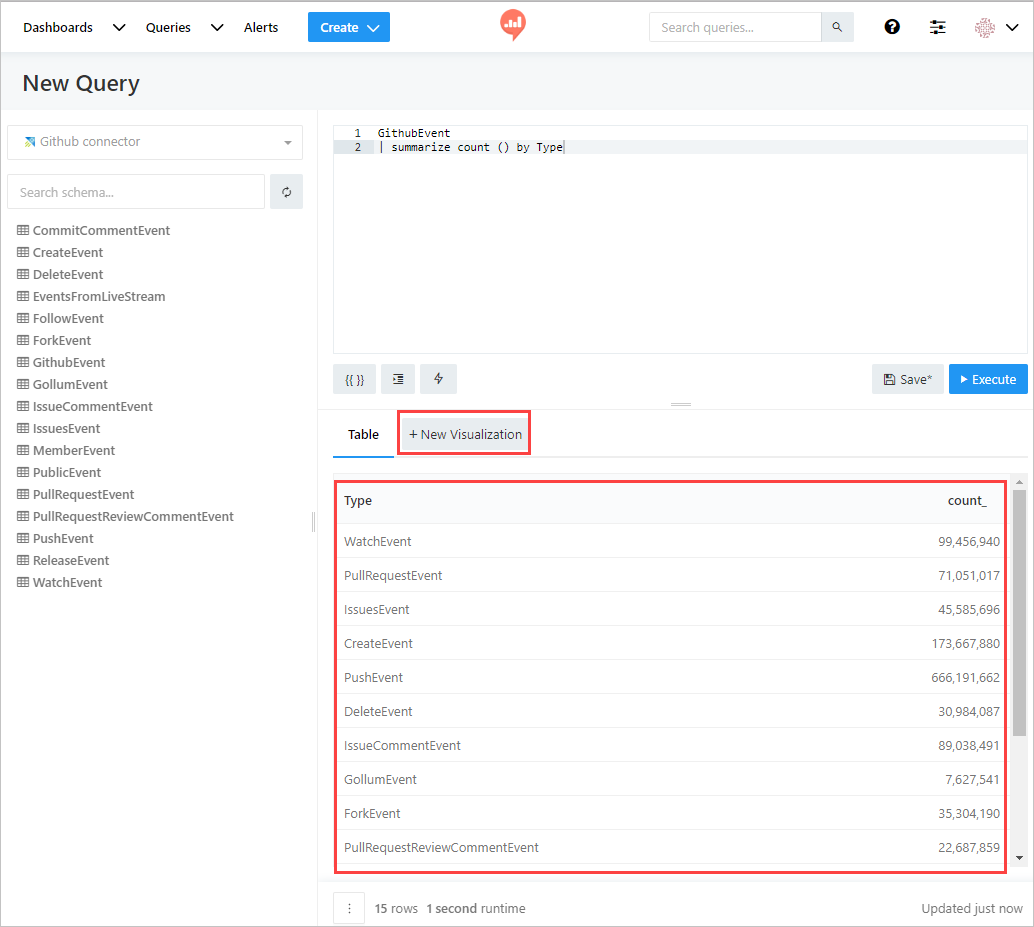 Dashboards Queries Alerts Create Search queries...
New Query
Github connector
Search schema...
CommitCommentEvent
CreateEvent
DeleteEvent
EventsFromLiveStream
FollowEvent
ForkEvent
GithubEvent
GollumEvent
IssueCommentEvent
IssuesEvent
MemberEvent
PublicEvent
PullRequestEvent
PullRequestReviewCommentEvent
PushEvent
ReleaseEvent
WatchEvent
1 GithubEvent
2 | summarize count () by Type
{{ }} Save* Execute
Table + New Visualization
Type count_
WatchEvent 99,456,940
PullRequestEvent 71,051,017
IssuesEvent 45,585,696
CreateEvent 173,667,880
PushEvent 666,191,662
DeleteEvent 30,984,087
IssueCommentEvent 89,038,491
GollumEvent 7,627,541
ForkEvent 35,304,190
PullRequestReviewCommentEvent 22,687,859
15 rows 1 second runtime Updated just now